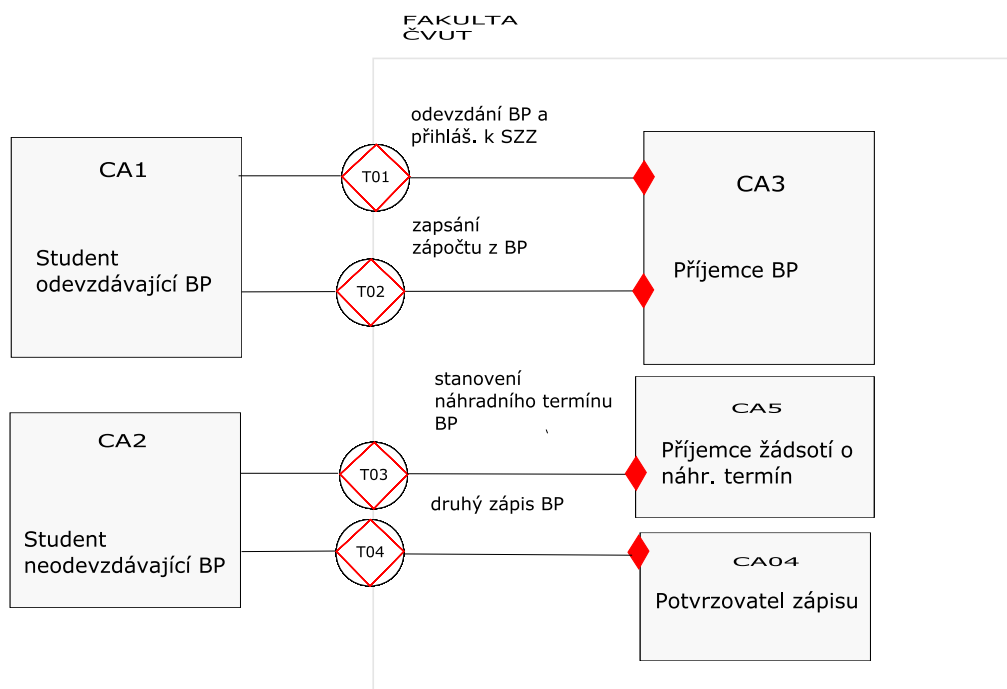 FAKULTA
ČVUT
odevzdání BP a
přihláš. k SZZ
CA1
T01
CA3
zapsání
zápočtu z BP
Student
odevzdávající BP
T02
Příjemce BP
stanovení
náhradního termínu
BP
CA5
CA2
Příjemce žádsotí o
náhr. termín
T03
druhý zápis BP
Student
neodevzdávající BP
T04
CA04
Potvrzovatel zápisu